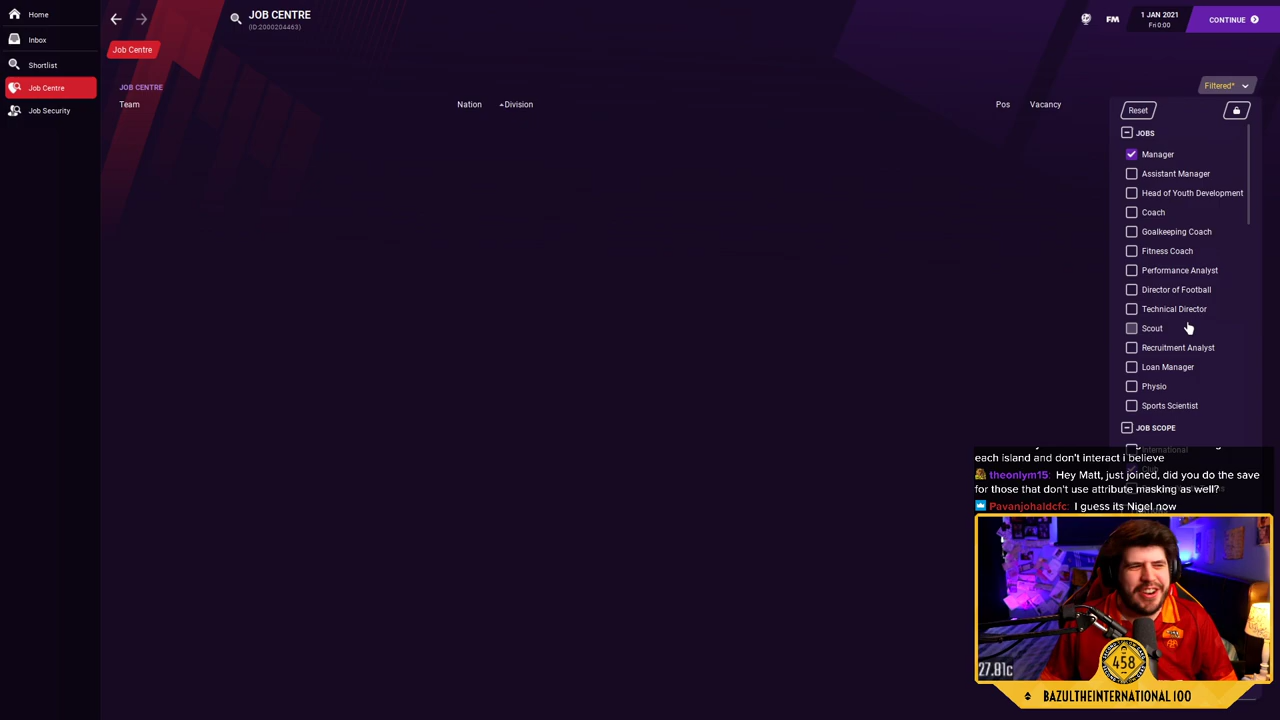 Home
JOB CENTRE
(ID:2000204463)
FM
1 JAN 2021
Fri 0:00
CONTINUE
Inbox
Job Centre
Shortlist
Job Centre
Job Security
JOB CENTRE
Filtered*
Team Nation Division Pos Vacancy
Reset
JOBS
Manager
Assistant Manager
Head of Youth Development
Coach
Goalkeeping Coach
Fitness Coach
Performance Analyst
Director of Football
Technical Director
Scout
Recruitment Analyst
Loan Manager
Physio
Sports Scientist
JOB SCOPE
International
each island and don't interact i believe
Club
theonlym15: Hey Matt, just joined, did you do the save
for those that don't use attribute masking as well?
Pavanjohaldcfc: I guess its Nigel now
27.81c
458
BAZULTHEINTERNATIONAL 100